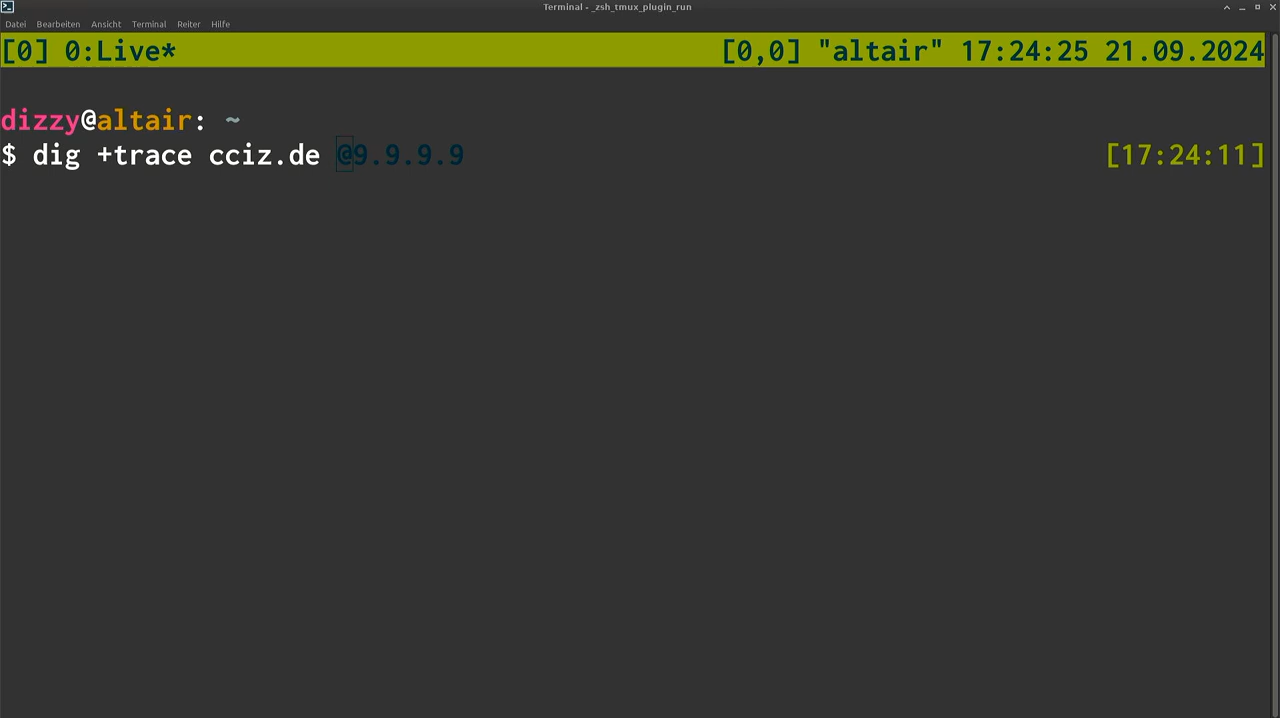 Terminal - _zsh_tmux_plugin_run
Datei Bearbeiten Ansicht Terminal Reiter Hilfe
[0] 0:Live* [0,0] "altair" 17:24:25 21.09.2024
dizzy@altair: ~
$ dig +trace cciz.de @9.9.9.9 [17:24:11]